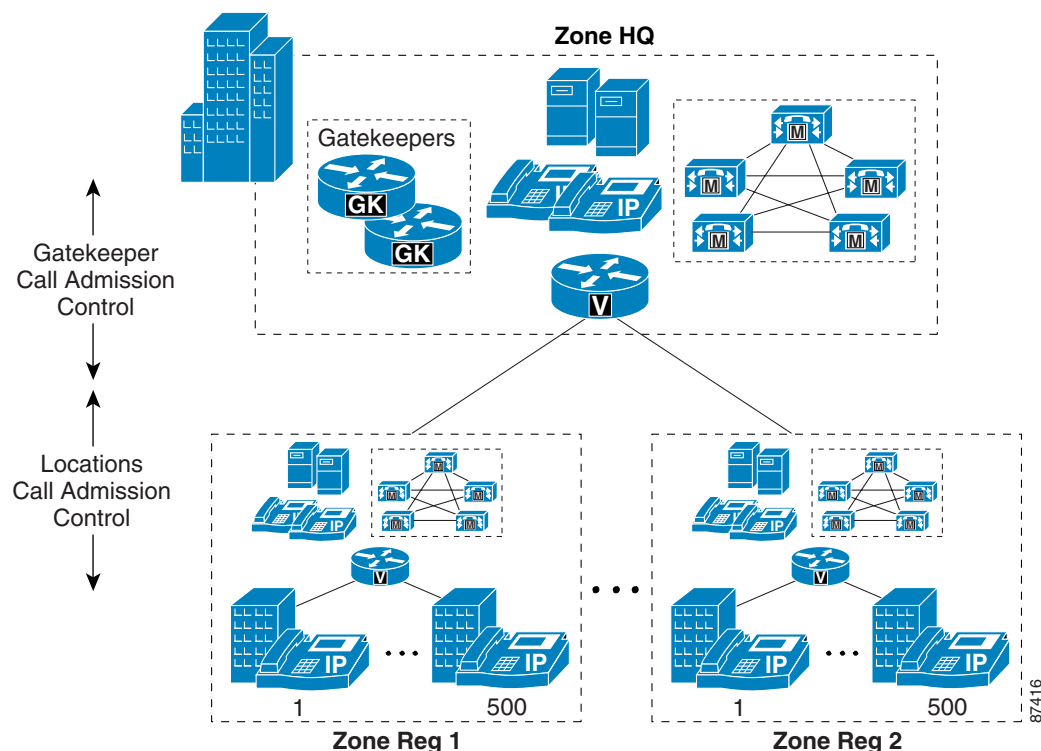 Zone HQ
Gatekeepers
GK
GK
V
IP
M
M
M
M
M
V
Gatekeeper
Call Admission
Control
Locations
Call Admission
Control
M
M
M
M
M
V
IP
V
IP
IP
1
500
Zone Reg 1
M
M
M
M
M
V
IP
V
IP
IP
1
500
Zone Reg 2
87416